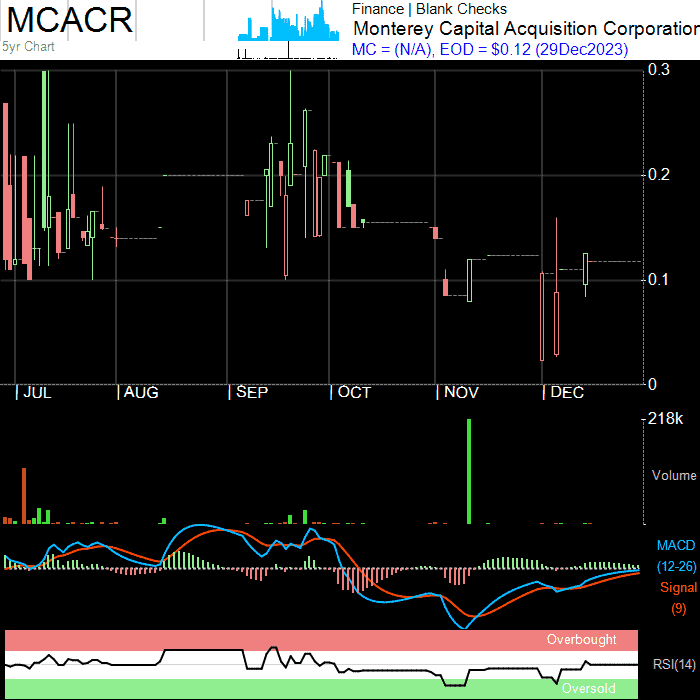 MCACR
5yr Chart
Finance | Blank Checks
Monterey Capital Acquisition Corporation
MC = (N/A), EOD = $0.12 (29Dec2023)
0.3
0.2
0.1
0
JUL AUG SEP OCT NOV DEC
218k
Volume
MACD
(12-26)
Signal
(9)
Overbought
RSI(14)
Oversold